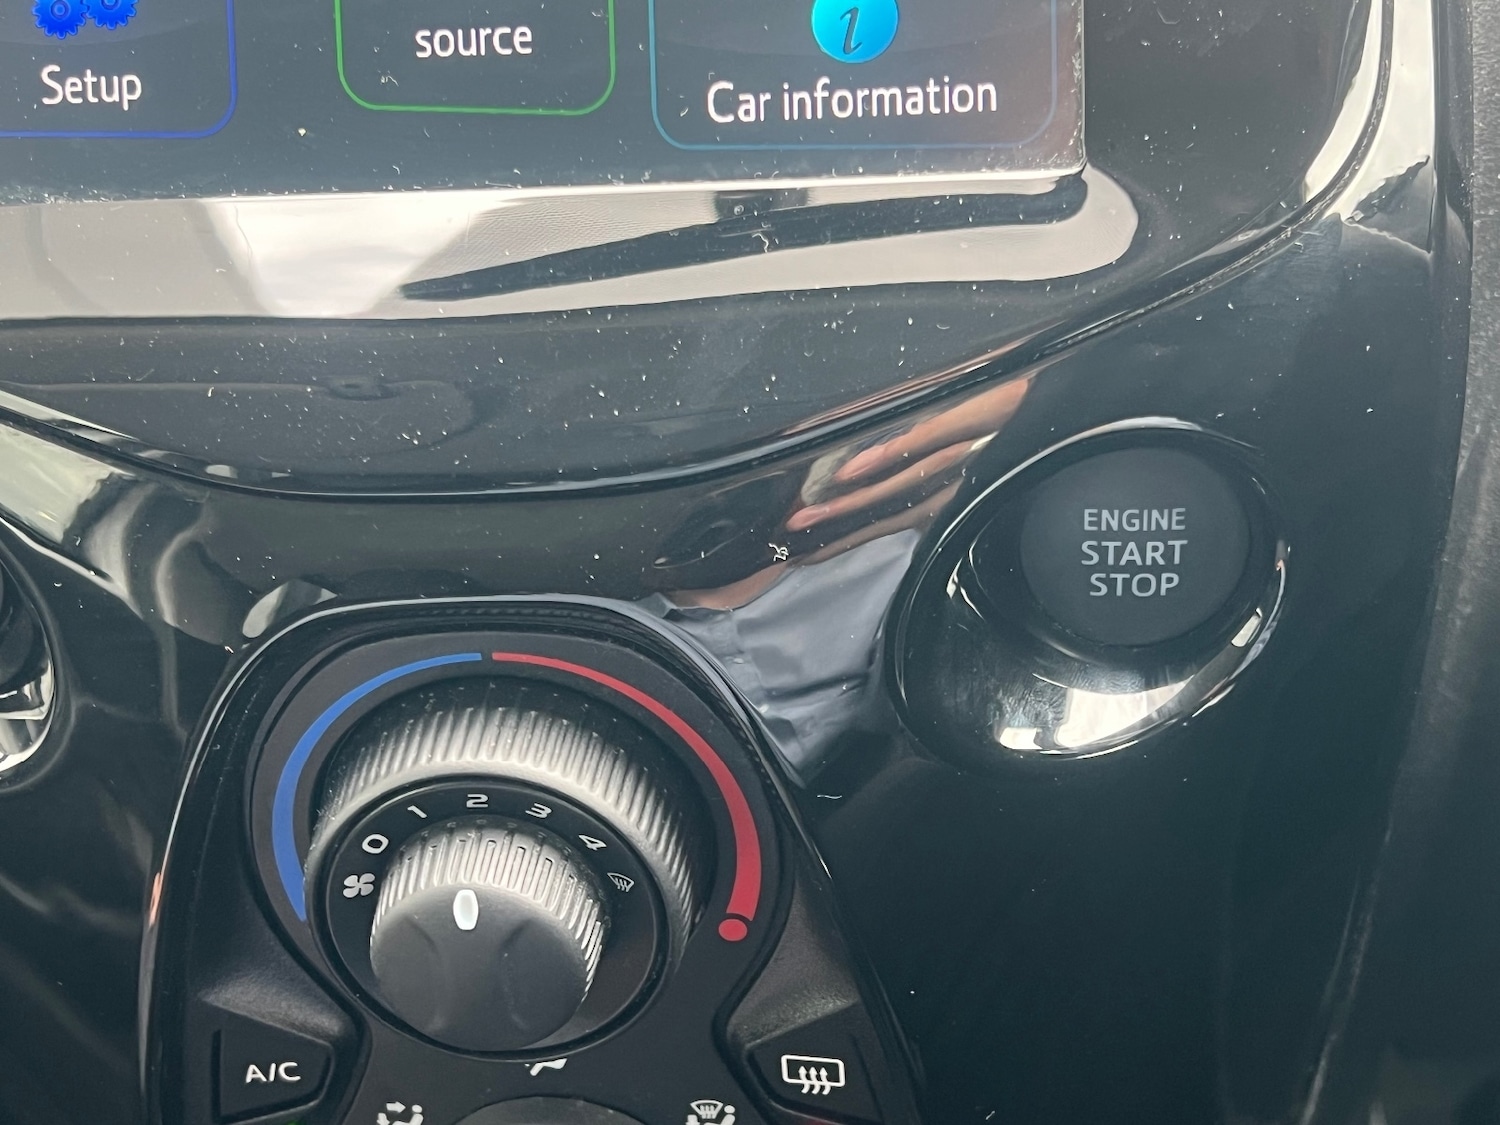 Setup
source
Car information
ENGINE
START
STOP
0 1 2 3 4
A/C